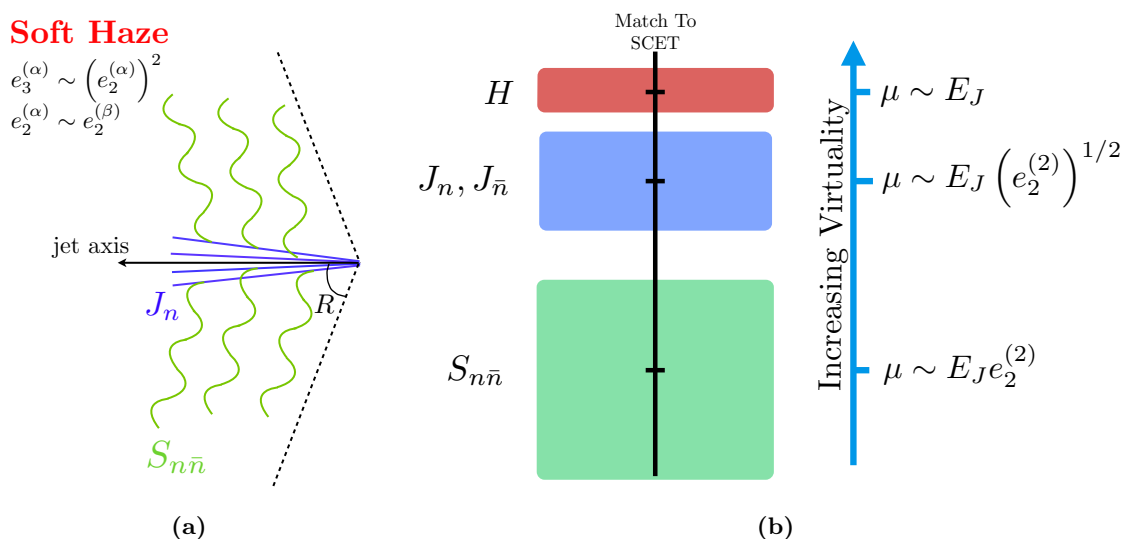 Soft Haze
e_3^{(α)} ∼ (e_2^{(α)})^2
e_2^{(α)} ∼ e_2^{(β)}
jet axis
J_n
R
S_{n\bar{n}}
(a)
Match To
SCET
H
J_n, J_{\bar{n}}
S_{n\bar{n}}
Increasing Virtuality
μ ∼ E_J
μ ∼ E_J (e_2^{(2)})^{1/2}
μ ∼ E_J e_2^{(2)}
(b)